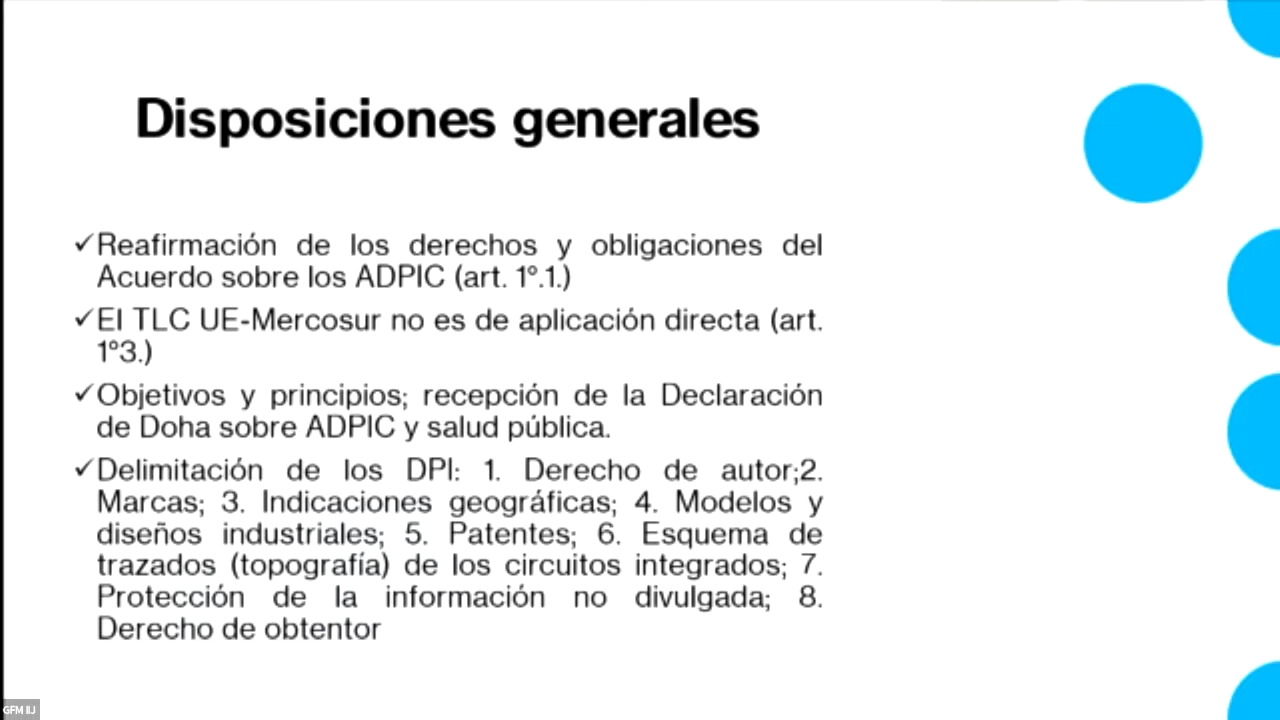 Disposiciones generales
✓Reafirmación de los derechos y obligaciones del
Acuerdo sobre los ADPIC (art. 1º.1.)
✓El TLC UE-Mercosur no es de aplicación directa (art.
1º3.)
✓Objetivos y principios; recepción de la Declaración
de Doha sobre ADPIC y salud pública.
✓Delimitación de los DPI: 1. Derecho de autor;2.
Marcas; 3. Indicaciones geográficas; 4. Modelos y
diseños industriales; 5. Patentes; 6. Esquema de
trazados (topografía) de los circuitos integrados; 7.
Protección de la información no divulgada; 8.
Derecho de obtentor
GFM IIJ